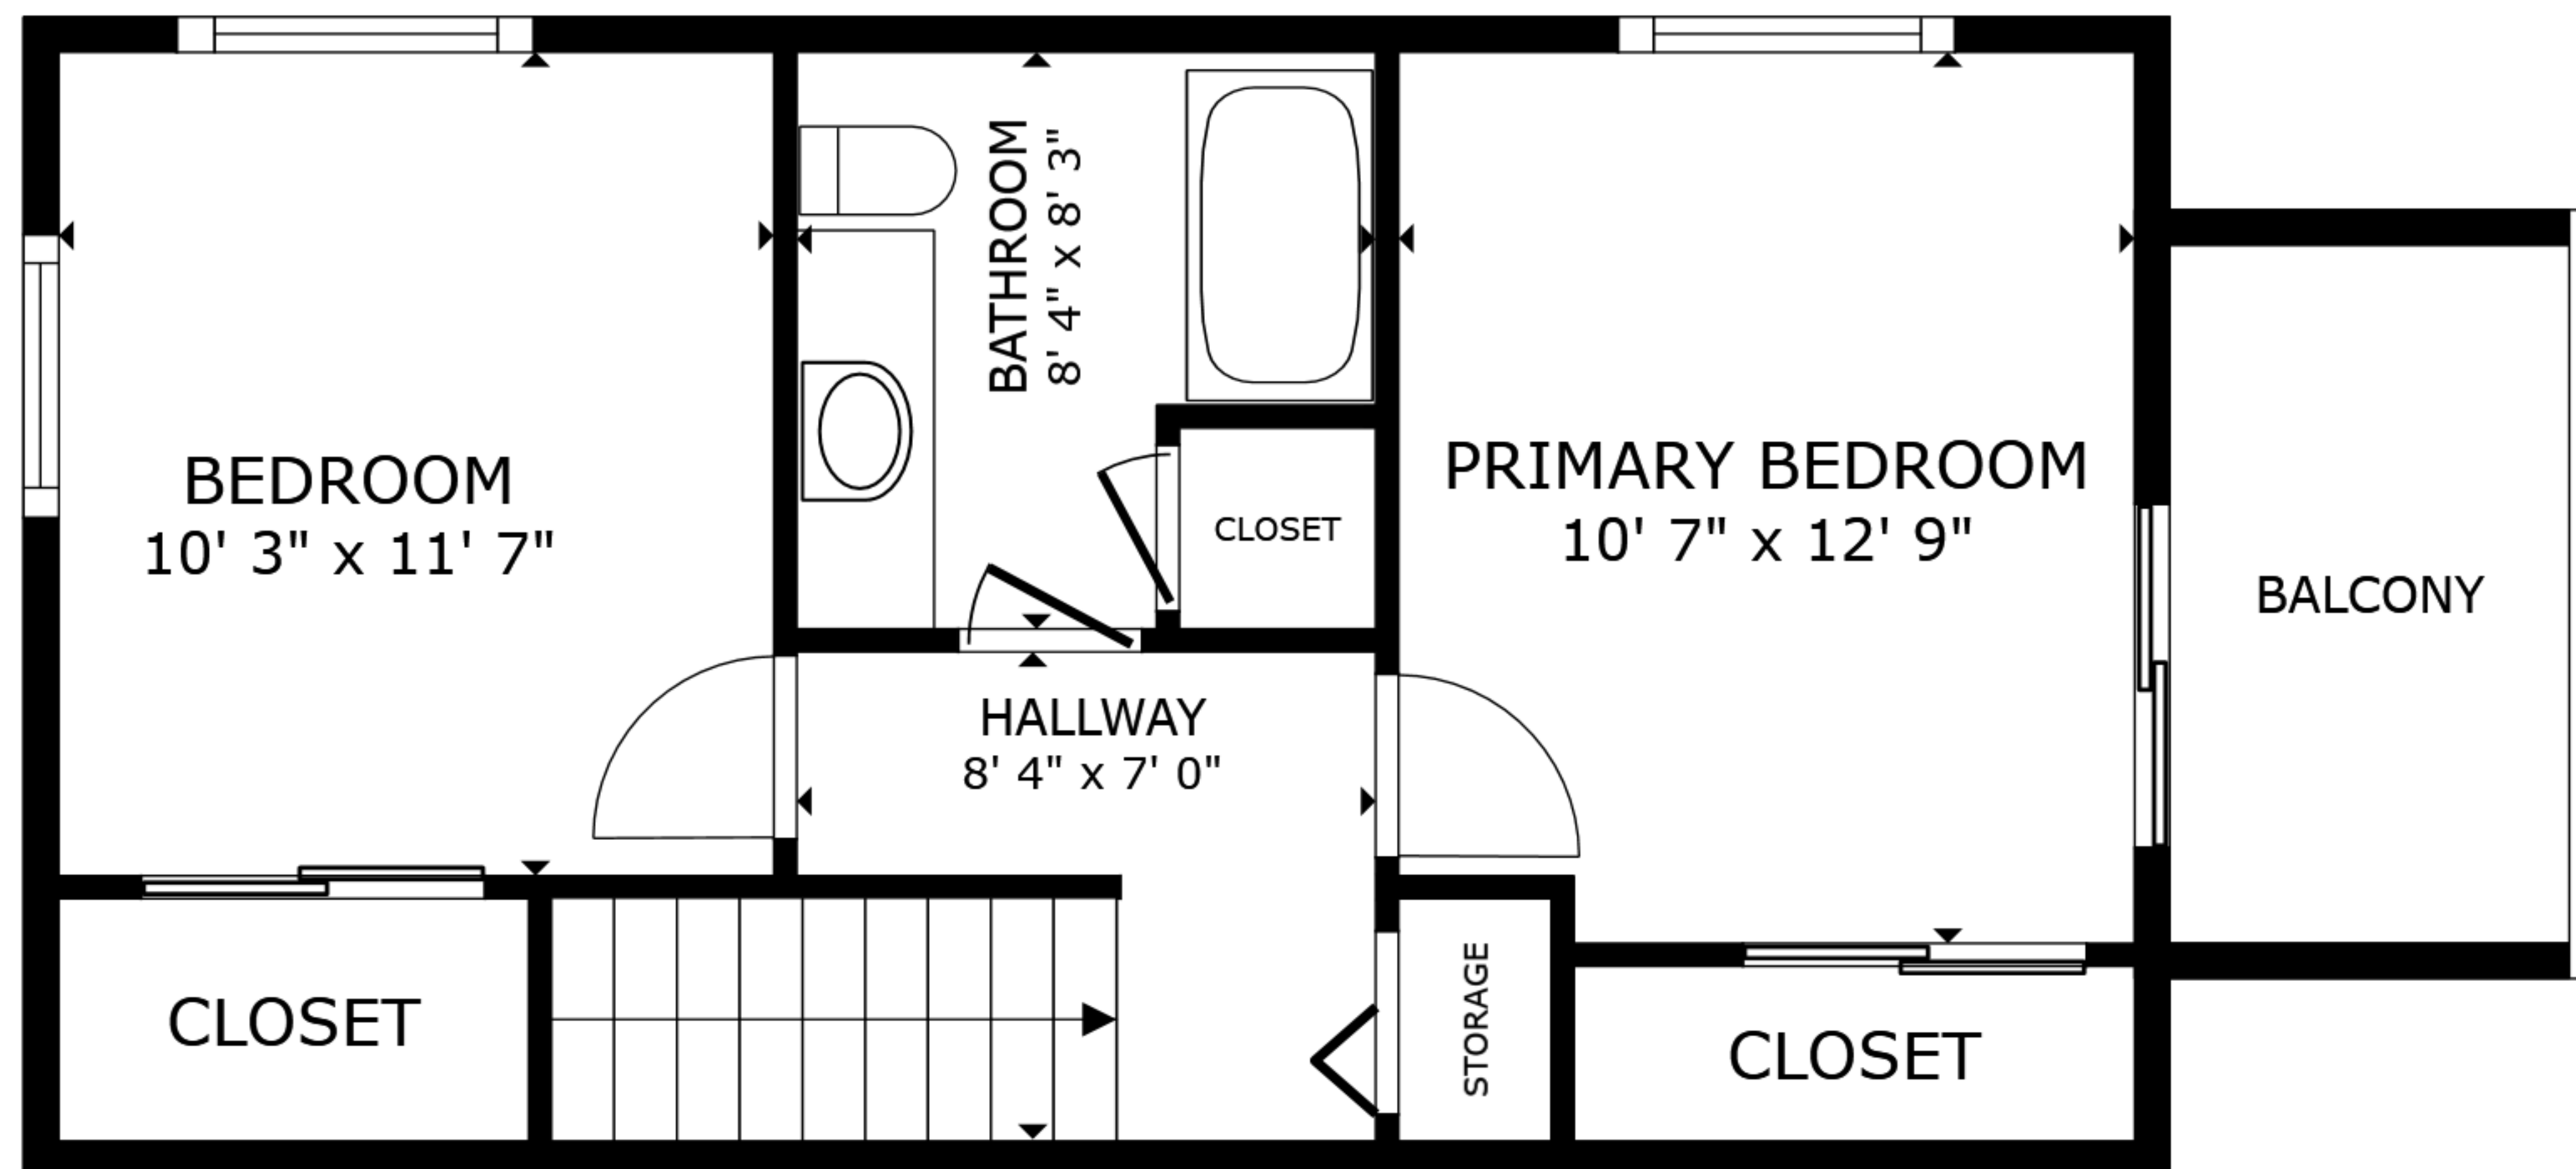 BEDROOM
10' 3" x 11' 7"
BATHROOM
8' 4" x 8' 3"
CLOSET
PRIMARY BEDROOM
10' 7" x 12' 9"
BALCONY
HALLWAY
8' 4" x 7' 0"
CLOSET
STORAGE
CLOSET